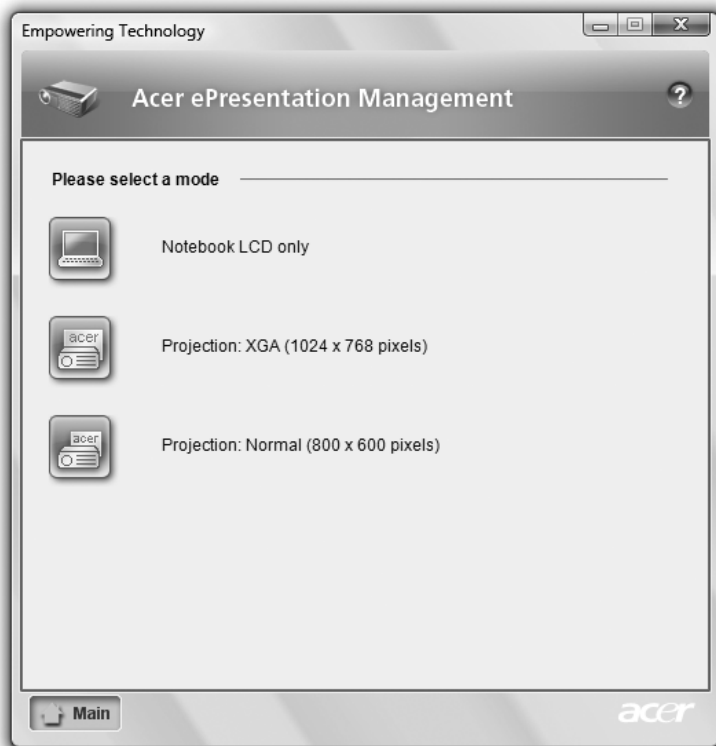 Empowering Technology
Acer ePresentation Management
?
Please select a mode
Notebook LCD only
acer
Projection: XGA (1024 x 768 pixels)
acer
Projection: Normal (800 x 600 pixels)
Main
acer